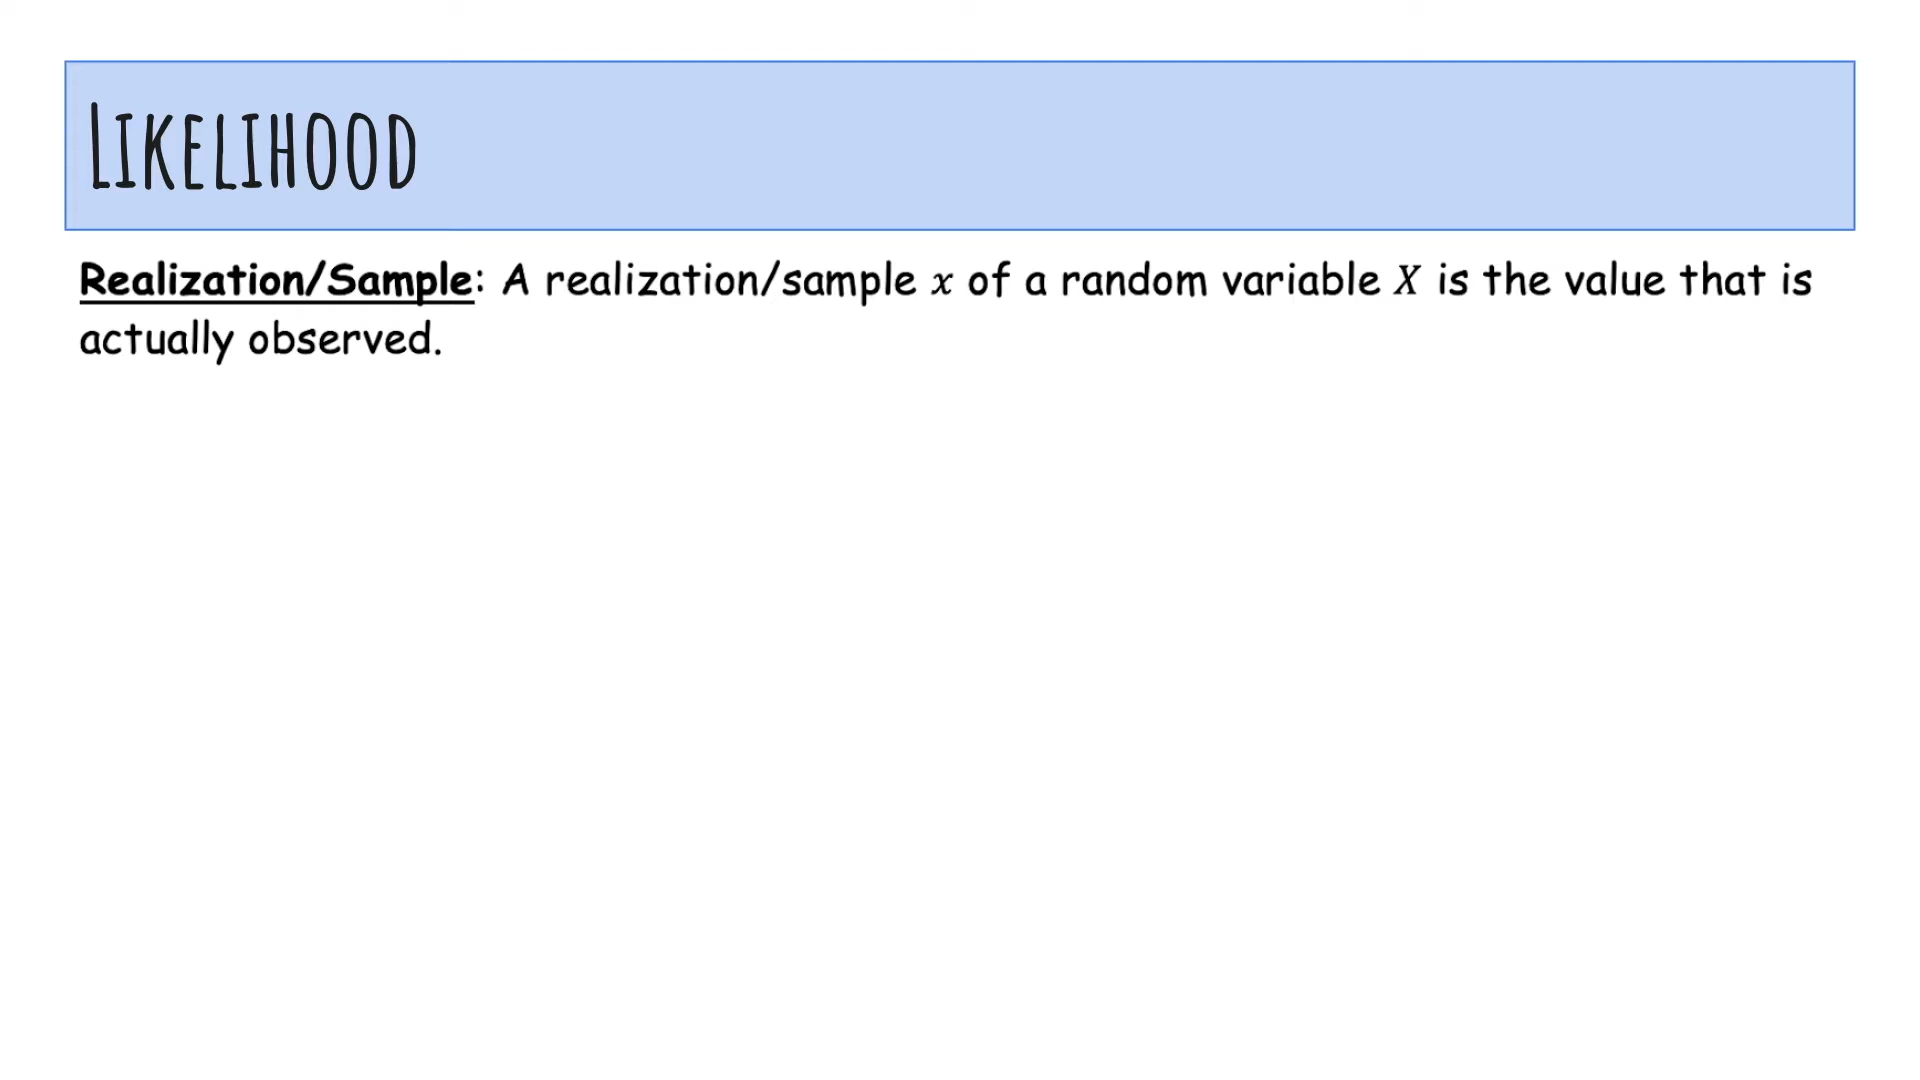 LIKELIHOOD
Realization/Sample: A realization/sample x of a random variable X is the value that is
actually observed.